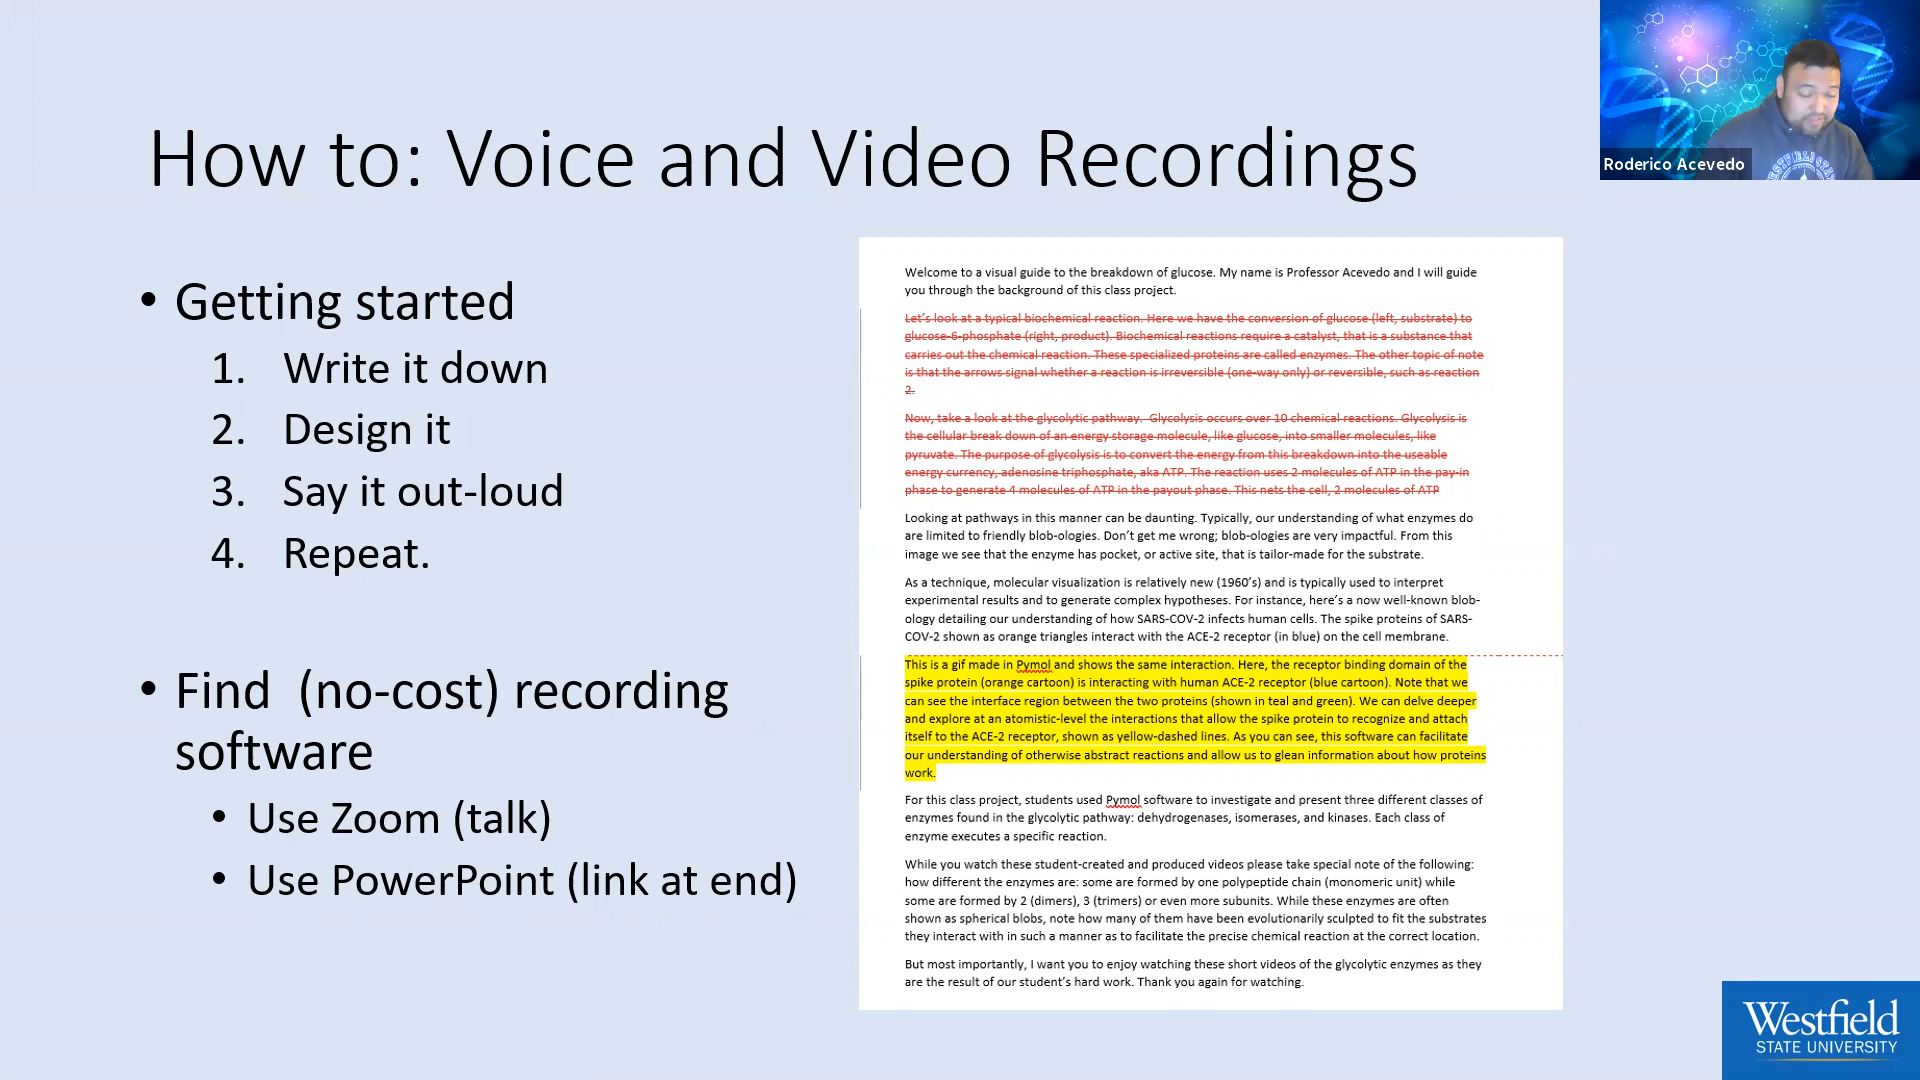 How to: Voice and Video Recordings
Roderico Acevedo
• Getting started
1. Write it down
2. Design it
3. Say it out-loud
4. Repeat.
• Find (no-cost) recording
software
• Use Zoom (talk)
• Use PowerPoint (link at end)
Welcome to a visual guide to the breakdown of glucose. My name is Professor Acevedo and I will guide
you through the background of this class project.
Let's look at a typical biochemical reaction. Here we have the conversion of glucose (left, substrate) to
glucose-6-phosphate (right, product). Biochemical reactions require a catalyst, that is a substance that
carries out the chemical reaction. These specialized proteins are called enzymes. The other topic of note
is that the arrows signal whether a reaction is irreversible (one-way only) or reversible, such as reaction
2.
Now, take a look at the glycolytic pathway. Glycolysis occurs over 10 chemical reactions. Glycolysis is
the cellular break down of an energy storage molecule, like glucose, into smaller molecules, like
pyruvate. The purpose of glycolysis is to convert the energy from this breakdown into the useable
energy currency, adenosine triphosphate, aka ATP. The reaction uses 2 molecules of ATP in the pay-in
phase to generate 4 molecules of ATP in the payout phase. This nets the cell, 2 molecules of ATP
Looking at pathways in this manner can be daunting. Typically, our understanding of what enzymes do
are limited to friendly blob-ologies. Don't get me wrong; blob-ologies are very impactful. From this
image we see that the enzyme has pocket, or active site, that is tailor-made for the substrate.
As a technique, molecular visualization is relatively new (1960's) and is typically used to interpret
experimental results and to generate complex hypotheses. For instance, here's a now well-known blob-
ology detailing our understanding of how SARS-COV-2 infects human cells. The spike proteins of SARS-
COV-2 shown as orange triangles interact with the ACE-2 receptor (in blue) on the cell membrane.
This is a gif made in Pymol and shows the same interaction. Here, the receptor binding domain of the
spike protein (orange cartoon) is interacting with human ACE-2 receptor (blue cartoon). Note that we
can see the interface region between the two proteins (shown in teal and green). We can delve deeper
and explore at an atomistic-level the interactions that allow the spike protein to recognize and attach
itself to the ACE-2 receptor, shown as yellow-dashed lines. As you can see, this software can facilitate
our understanding of otherwise abstract reactions and allow us to glean information about how proteins
work.
For this class project, students used Pymol software to investigate and present three different classes of
enzymes found in the glycolytic pathway: dehydrogenases, isomerases, and kinases. Each class of
enzyme executes a specific reaction.
While you watch these student-created and produced videos please take special note of the following:
how different the enzymes are: some are formed by one polypeptide chain (monomeric unit) while
some are formed by 2 (dimers), 3 (trimers) or even more subunits. While these enzymes are often
shown as spherical blobs, note how many of them have been evolutionarily sculpted to fit the substrates
they interact with in such a manner as to facilitate the precise chemical reaction at the correct location.
But most importantly, I want you to enjoy watching these short videos of the glycolytic enzymes as they
are the result of our student's hard work. Thank you again for watching.
Westfield
STATE UNIVERSITY